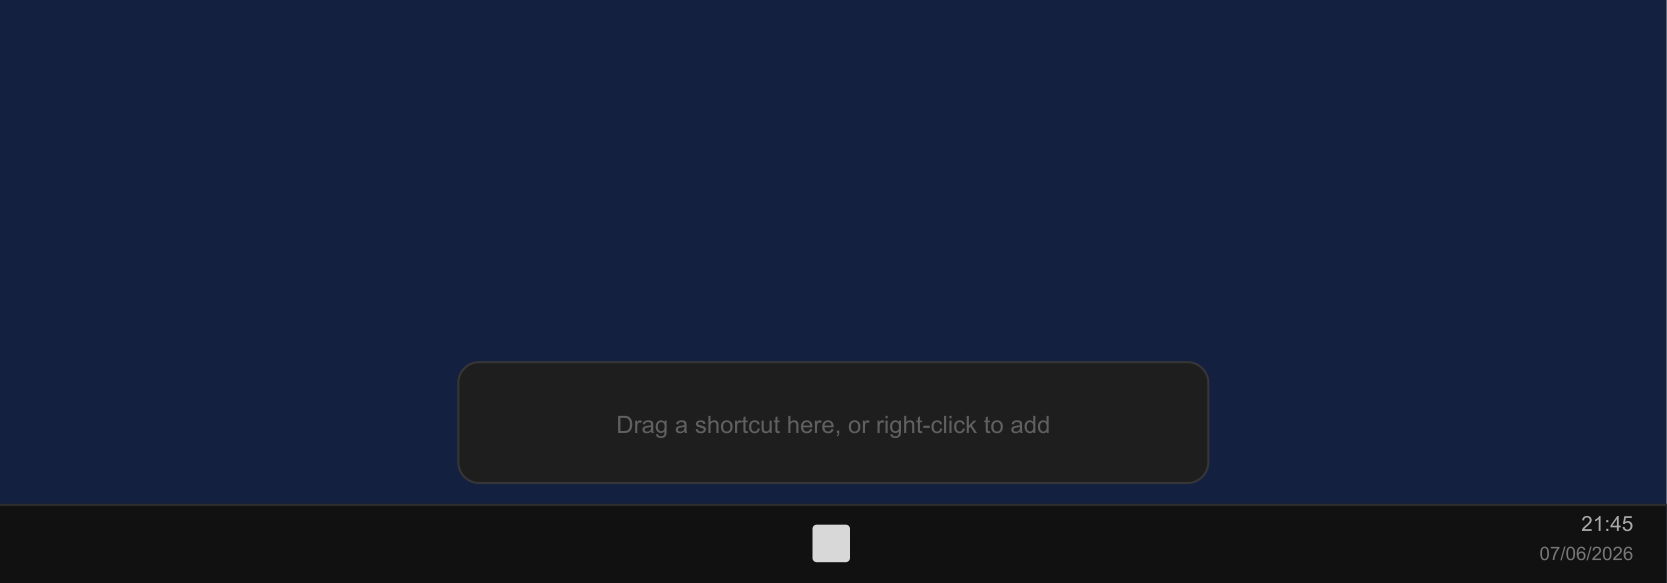 Drag a shortcut here, or right-click to add
21:45
07/06/2026